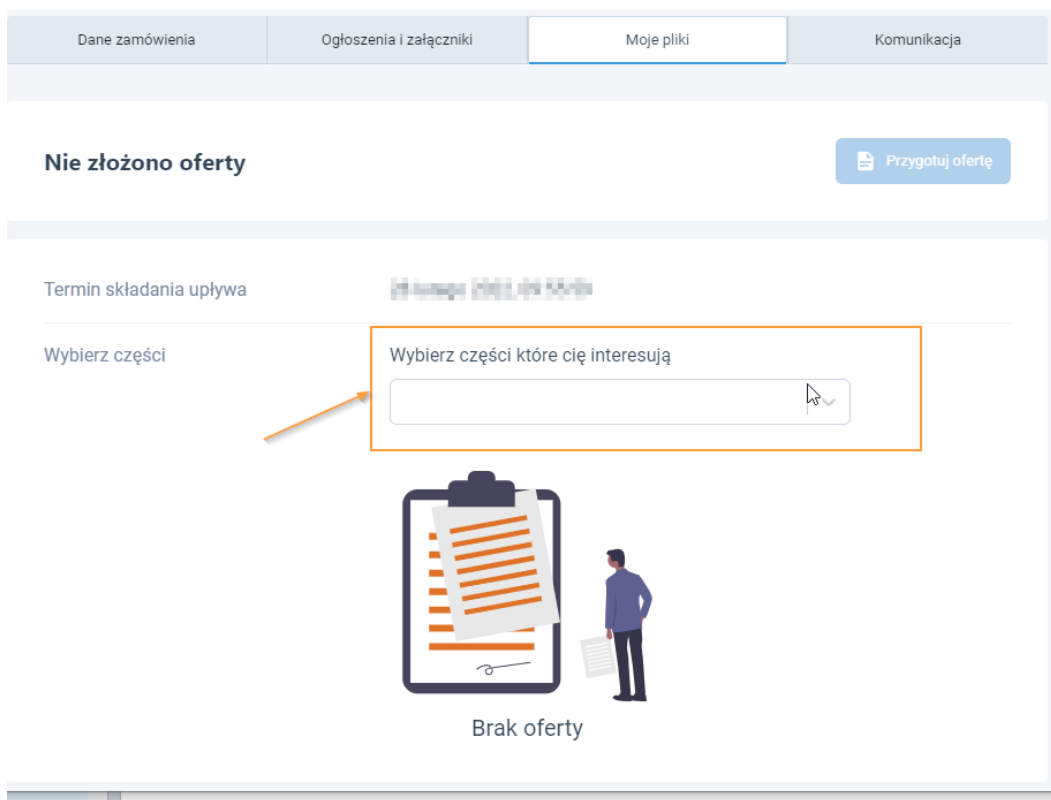 Dane zamówienia
Ogłoszenia i załączniki
Moje pliki
Komunikacja
Nie złożono oferty
Przygotuj ofertę
Termin składania upływa
Wybierz części
Wybierz części które cię interesują
Brak oferty